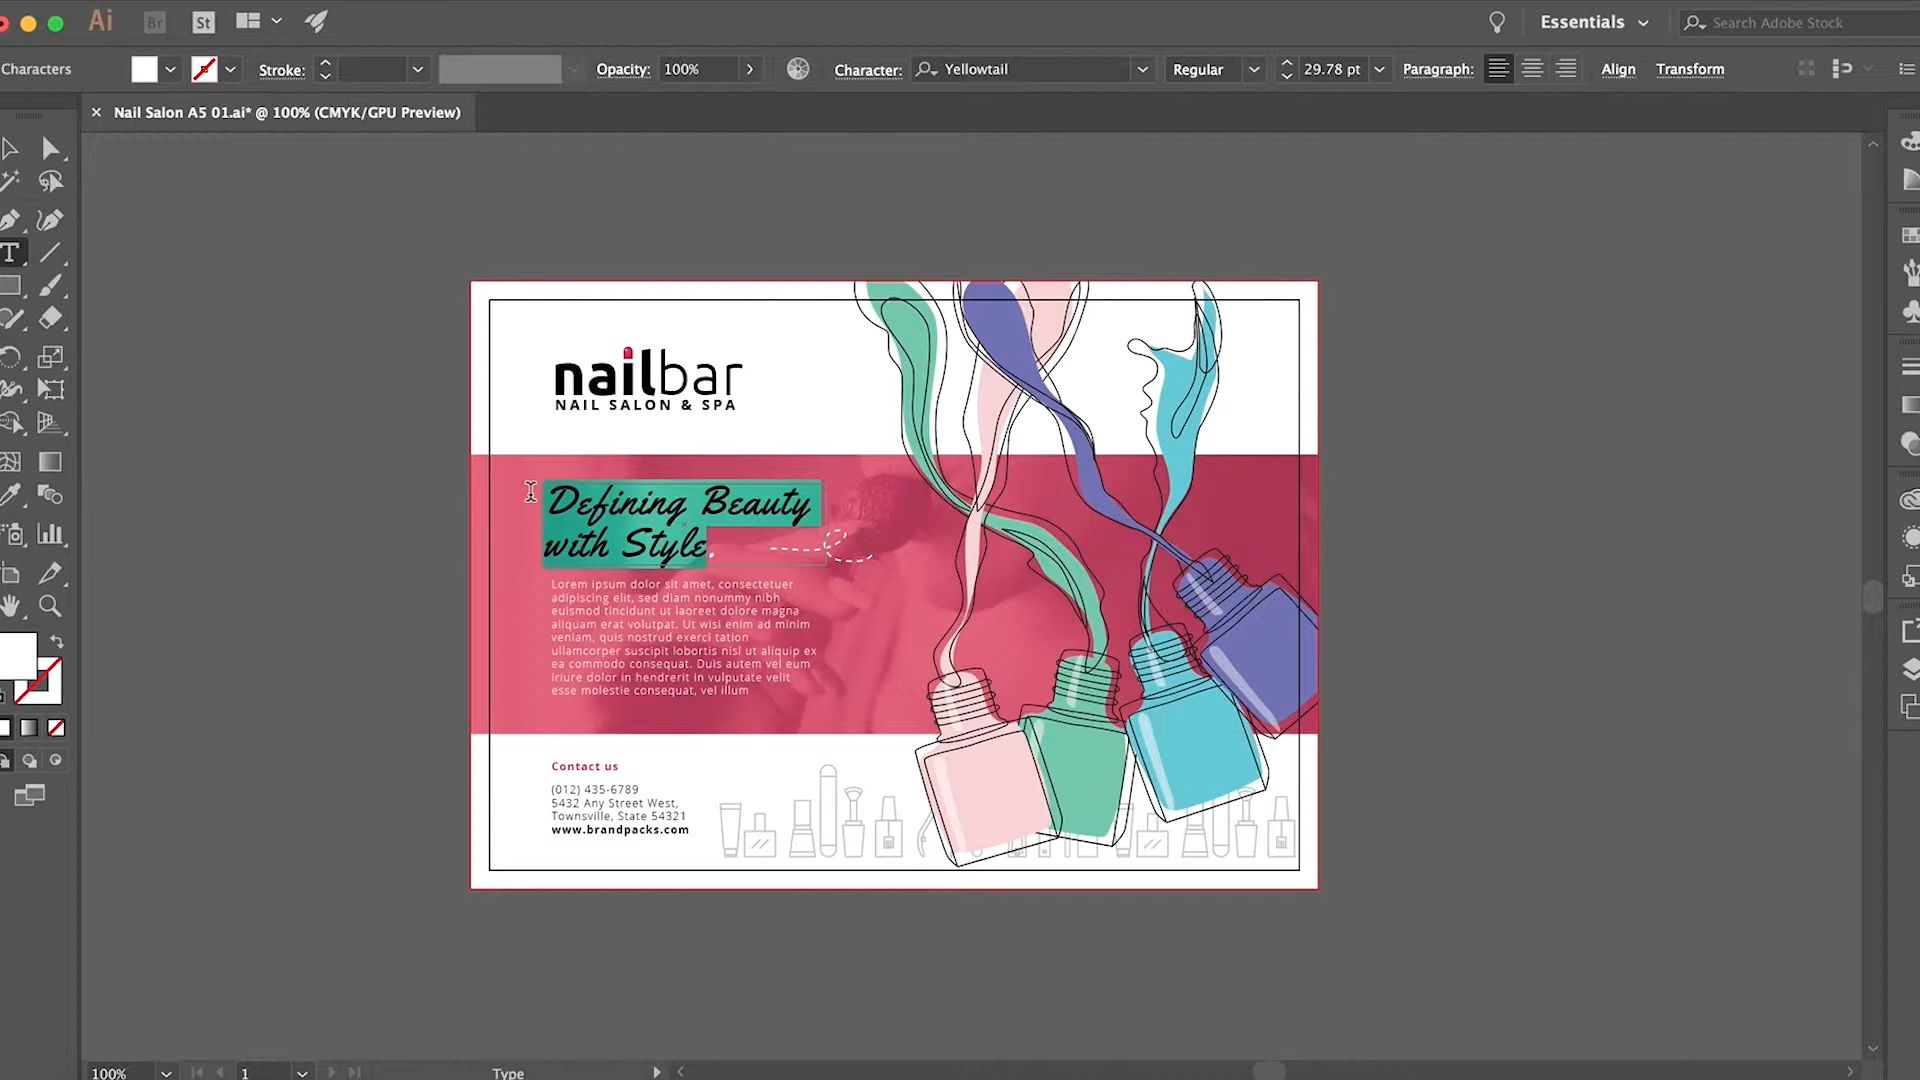 Ai Br St Essentials Search Adobe Stock
Characters Stroke: Opacity: 100% Character: Yellowtail Regular 29.78 pt Paragraph: Align Transform
× Nail Salon A5 01.ai* @ 100% (CMYK/GPU Preview)
T
nailbar
NAIL SALON & SPA
Defining Beauty
with Style.
Lorem ipsum dolor sit amet, consectetuer
adipiscing elit, sed diam nonummy nibh
euismod tincidunt ut laoreet dolore magna
aliquam erat volutpat. Ut wisi enim ad minim
veniam, quis nostrud exerci tation
ullamcorper suscipit lobortis nisl ut aliquip ex
ea commodo consequat. Duis autem vel eum
iriure dolor in hendrerit in vulputate velit
esse molestie consequat, vel illum
Contact us
(012) 435-6789
5432 Any Street West,
Townsville, State 54321
www.brandpacks.com
100% 1 Type